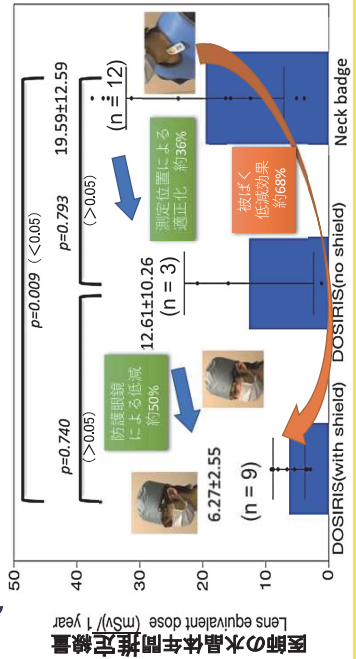 医師の水晶体年間推定線量
Lens equivalent dose (mSv)/ 1 year
50
40
30
20
10
0
p=0.009 (<0.05)
p=0.740
(>0.05)
p=0.793
(>0.05)
防護眼鏡
による低減
約50%
測定位置による
適正化 約36%
被ばく
低減効果
約68%
6.27±2.55
(n = 9)
12.61±10.26
(n = 3)
19.59±12.59
(n = 12)
DOSIRIS(with shield)
DOSIRIS(no shield)
Neck badge